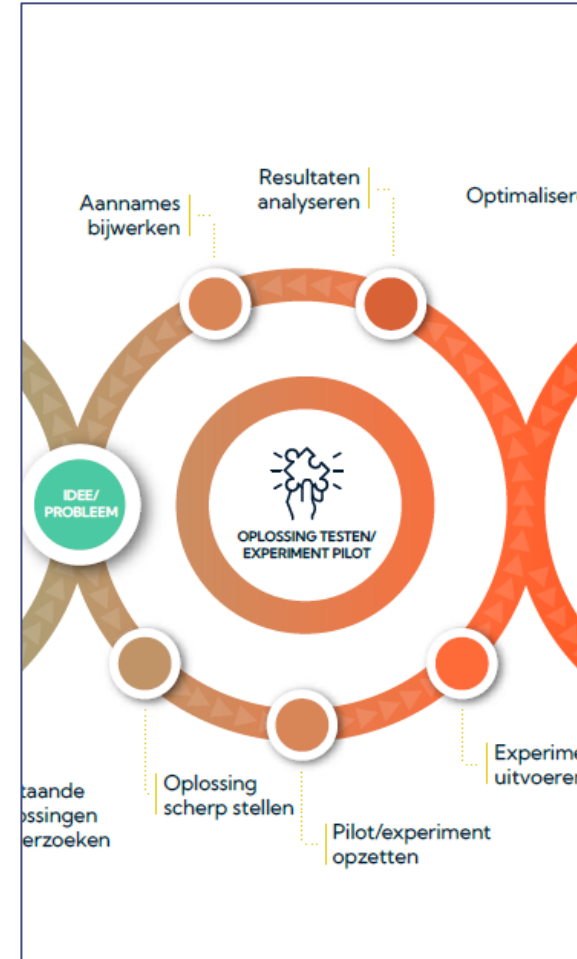 Resultaten
analyseren
Aannames
bijwerken
IDEE/
PROBLEEM
OPLOSSING TESTEN/
EXPERIMENT PILOT
Oplossing
scherp stellen
Pilot/experiment
opzetten